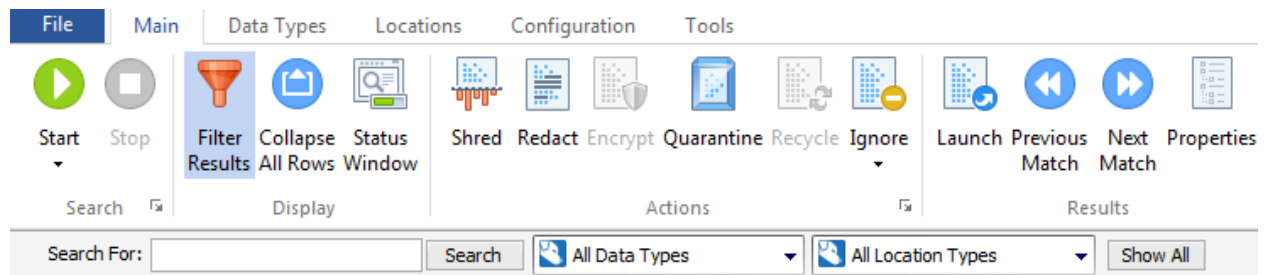 File Main Data Types Locations Configuration Tools
Start Stop Filter Collapse Status Shred Redact Encrypt Quarantine Recycle Ignore Launch Previous Next Properties
Results All Rows Window Match Match
Search Display Actions Results
Search For: Search All Data Types All Location Types Show All